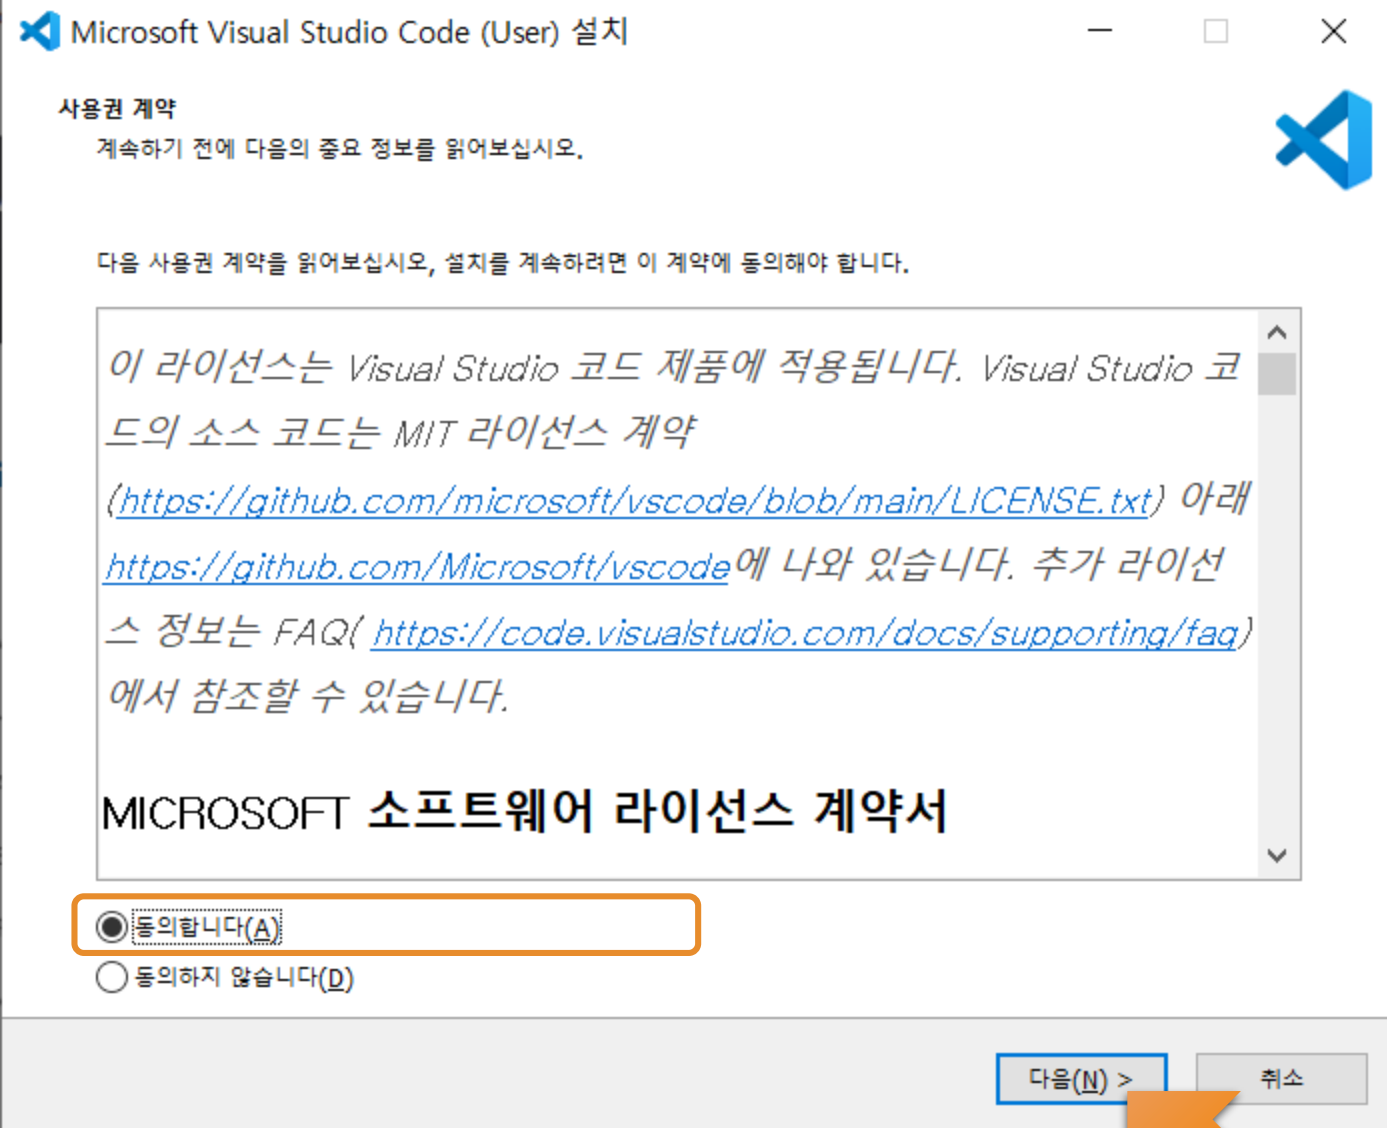 Microsoft Visual Studio Code (User) 설치
사용권 계약
계속하기 전에 다음의 중요 정보를 읽어보십시오.
다음 사용권 계약을 읽어보십시오, 설치를 계속하려면 이 계약에 동의해야 합니다.
이 라이선스는 Visual Studio 코드 제품에 적용됩니다. Visual Studio 코
드의 소스 코드는 MIT 라이선스 계약
(https://github.com/microsoft/vscode/blob/main/LICENSE.txt) 아래
https://github.com/Microsoft/vscode에 나와 있습니다. 추가 라이선
스 정보는 FAQ( https://code.visualstudio.com/docs/supporting/faq)
에서 참조할 수 있습니다.
MICROSOFT 소프트웨어 라이선스 계약서
동의합니다(A)
동의하지 않습니다(D)
다음(N) >
취소